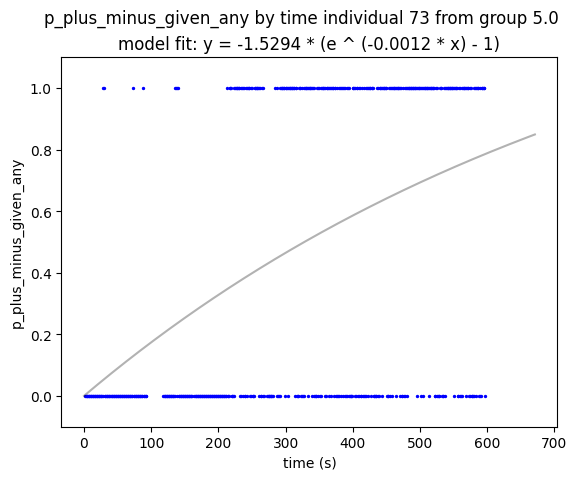 p_plus_minus_given_any by time individual 73 from group 5.0
model fit: y = -1.5294 * (e ^ (-0.0012 * x) - 1)
p_plus_minus_given_any
1.0
0.8
0.6
0.4
0.2
0.0
0 100 200 300 400 500 600 700
time (s)